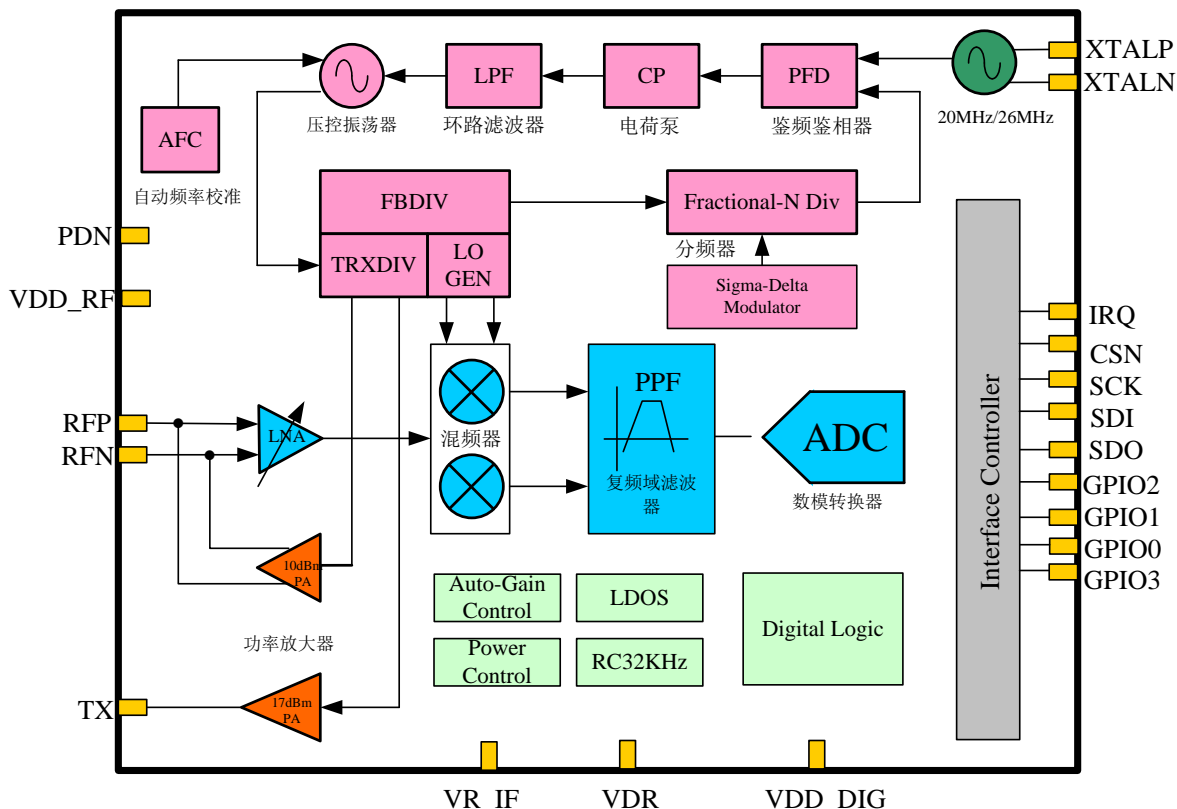 XTALP
XTALN
20MHz/26MHz
PFD
鉴频鉴相器
CP
电荷泵
LPF
环路滤波器
压控振荡器
AFC
自动频率校准
FBDIV
TRXDIV
LO
GEN
Fractional-N Div
分频器
Sigma-Delta
Modulator
PDN
VDD_RF
RFP
RFN
LNA
混频器
PPF
复频域滤波
器
ADC
数模转换器
Interface Controller
IRQ
CSN
SCK
SDI
SDO
GPIO2
GPIO1
GPIO0
GPIO3
10dBm
PA
功率放大器
17dBm
PA
TX
Auto-Gain
Control
LDOS
Power
Control
RC32KHz
Digital Logic
VR_IF
VDR
VDD_DIG